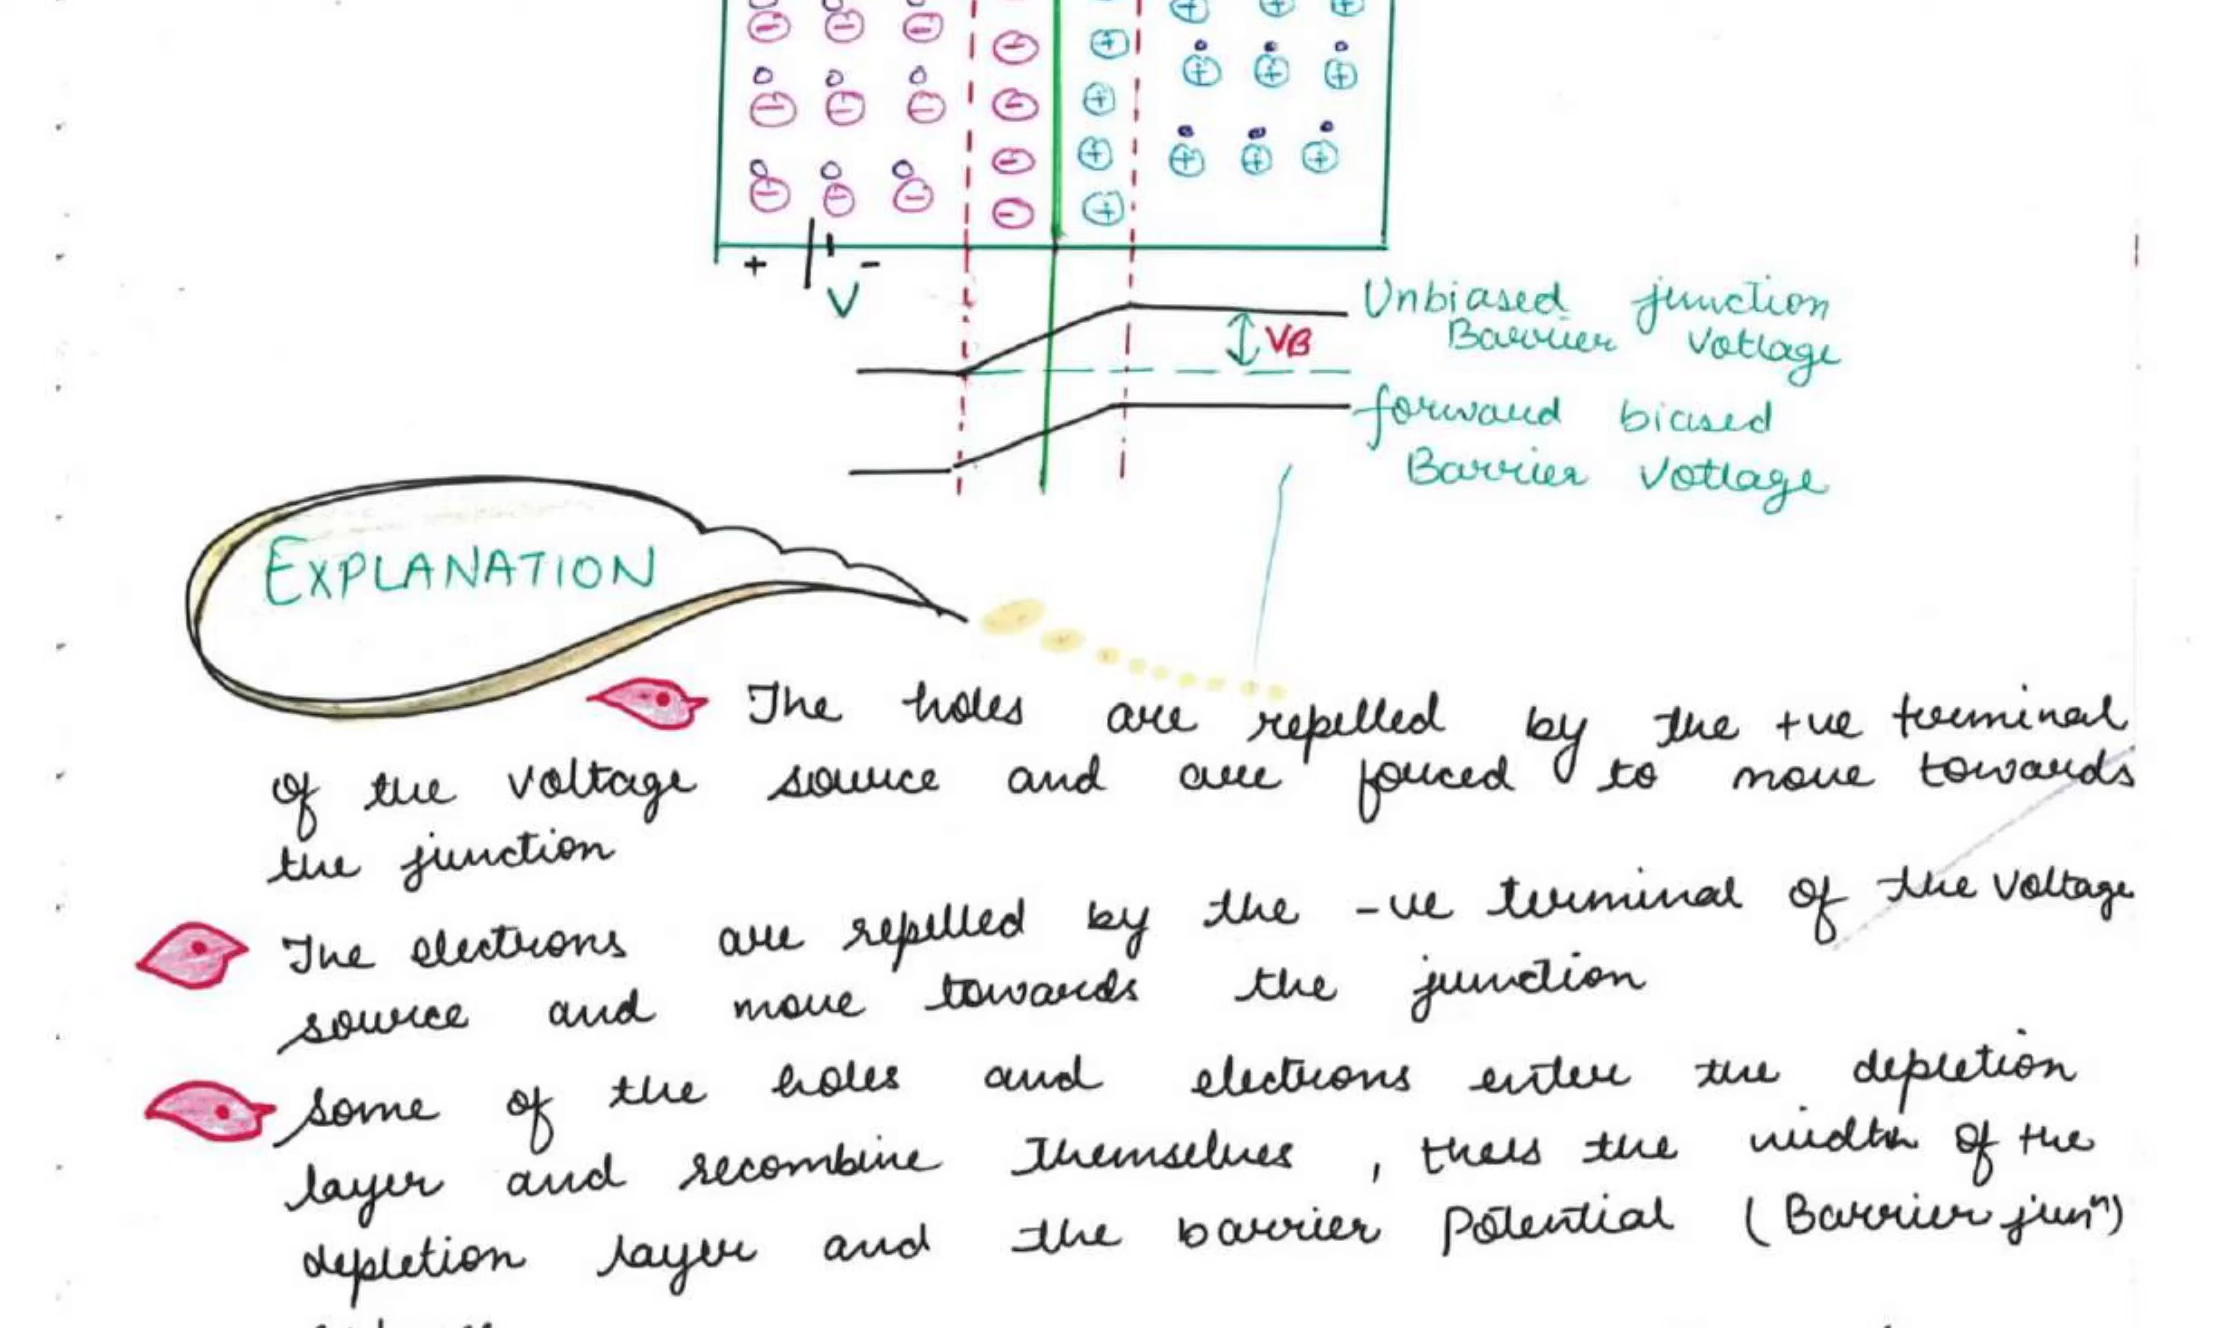 + -
V
Unbiased junction
Barrier Votlage
VB
forward biased
Barrier Votlage
EXPLANATION
The holes are repelled by the +ve terminal
of the voltage source and are forced to move towards
the junction
The electrons are repelled by the -ve terminal of the Voltage
source and move towards the junction
Some of the holes and electrons enter the depletion
layer and recombine Themselves , thus the width of the
depletion layer and the barrier Potential (Barrier junⁿ)